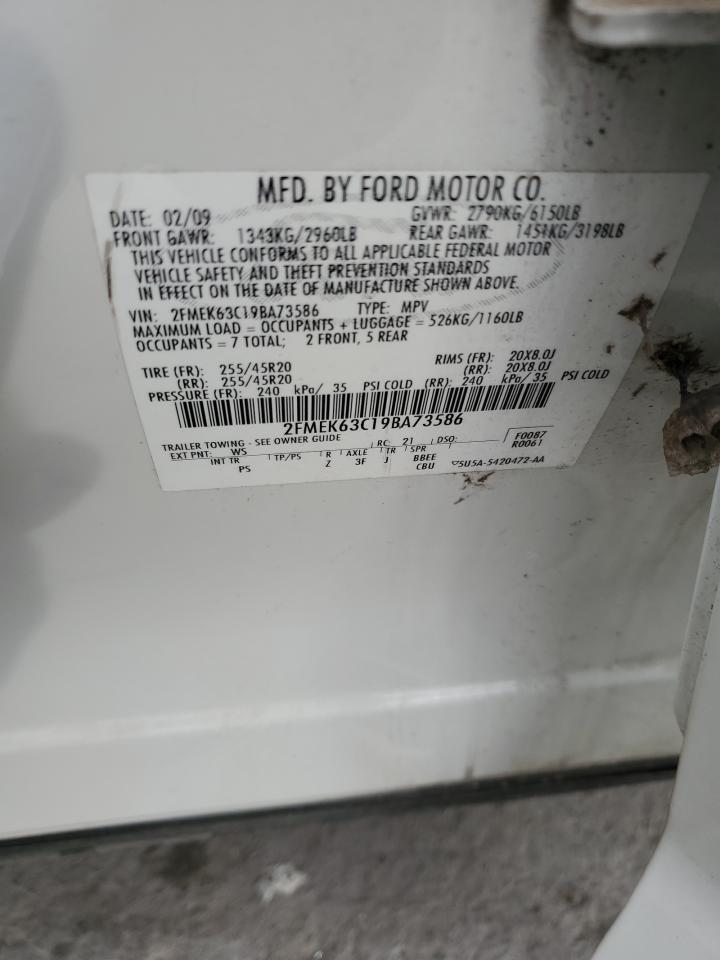 MFD. BY FORD MOTOR CO.
DATE: 02/09 GVWR: 2790KG/6150LB
FRONT GAWR: 1343KG/2960LB REAR GAWR: 1451KG/3198LB
THIS VEHICLE CONFORMS TO ALL APPLICABLE FEDERAL MOTOR
VEHICLE SAFETY AND THEFT PREVENTION STANDARDS
IN EFFECT ON THE DATE OF MANUFACTURE SHOWN ABOVE.
VIN: 2FMEK63C19BA73586 TYPE: MPV
MAXIMUM LOAD = OCCUPANTS + LUGGAGE = 526KG/1160LB
OCCUPANTS = 7 TOTAL; 2 FRONT, 5 REAR
TIRE (FR): 255/45R20 RIMS (FR): 20X8.0J
(RR): 255/45R20 (RR): 20X8.0J
PRESSURE (FR): 240 kPa/ 35 PSI COLD (RR): 240 kPa/ 35 PSI COLD
2FMEK63C19BA73586
TRAILER TOWING - SEE OWNER GUIDE RC: 21 DSO: F0087
EXT PNT: WS R0061
INT TR TP/PS R AXLE TR SPR
PS Z 3F J BBEE
CBU 5U5A-5420472-AA